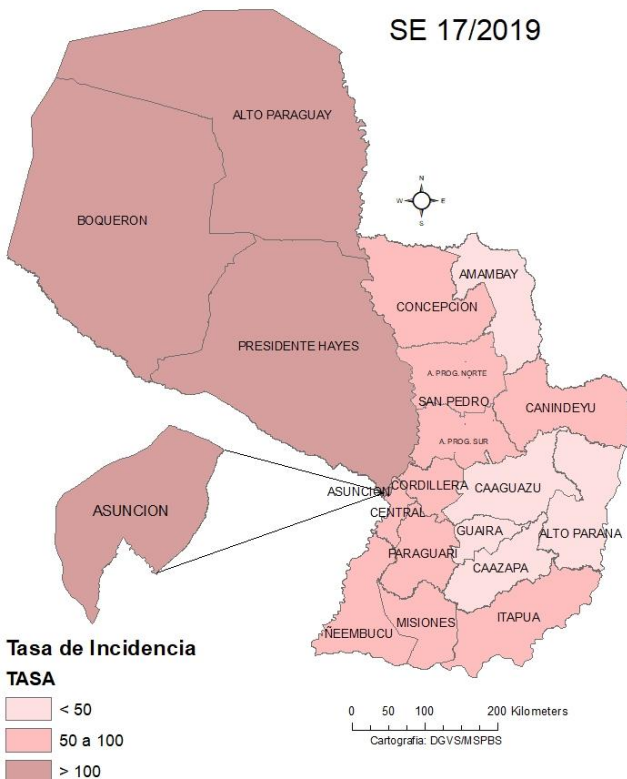 SE 17/2019
ALTO PARAGUAY
N
W E
S
BOQUERON
AMAMBAY
CONCEPCION
PRESIDENTE HAYES
A. PROG. NORTE
SAN PEDRO
CANINDEYU
A. PROG. SUR
ASUNCION
CORDILLERA
CAAGUAZU
ASUNCION
CENTRAL
GUAIRA
ALTO PARANA
PARAGUARI
CAAZAPA
ITAPUA
MISIONES
ÑEEMBUCU
Tasa de Incidencia
TASA
< 50
50 a 100
> 100
0 50 100 200 Kilometers
Cartografia: DGVS/MSPBS